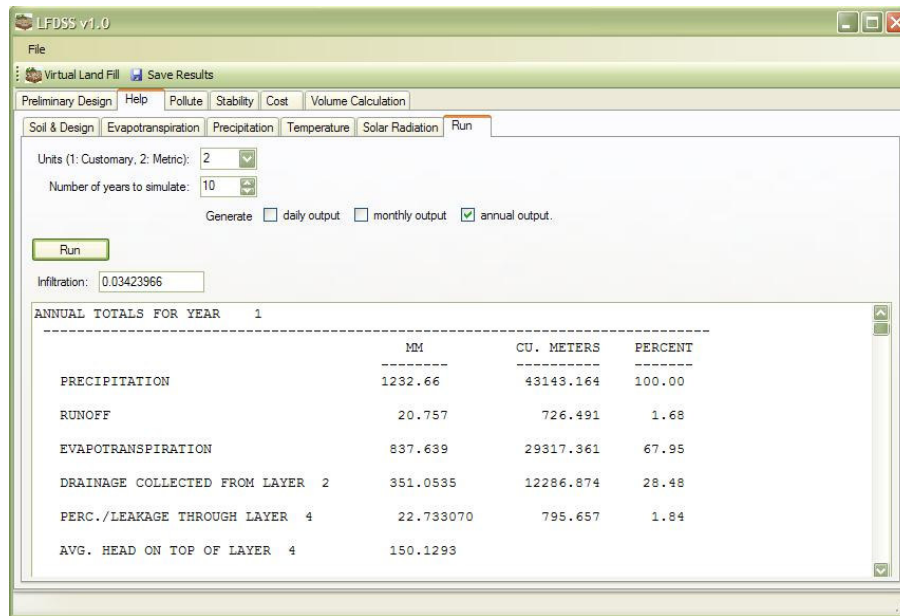 LFDSS v1.0
File
Virtual Land Fill Save Results
Preliminary Design Help Pollute Stability Cost Volume Calculation
Soil & Design Evapotranspiration Precipitation Temperature Solar Radiation Run
Units (1: Customary, 2: Metric): 2
Number of years to simulate: 10
Generate daily output monthly output annual output.
Run
Infiltration: 0.03423966
ANNUAL TOTALS FOR YEAR 1
--------------------------------------------------------------------------------
MM CU. METERS PERCENT
-------- ---------- -------
PRECIPITATION 1232.66 43143.164 100.00
RUNOFF 20.757 726.491 1.68
EVAPOTRANSPIRATION 837.639 29317.361 67.95
DRAINAGE COLLECTED FROM LAYER 2 351.0535 12286.874 28.48
PERC./LEAKAGE THROUGH LAYER 4 22.733070 795.657 1.84
AVG. HEAD ON TOP OF LAYER 4 150.1293